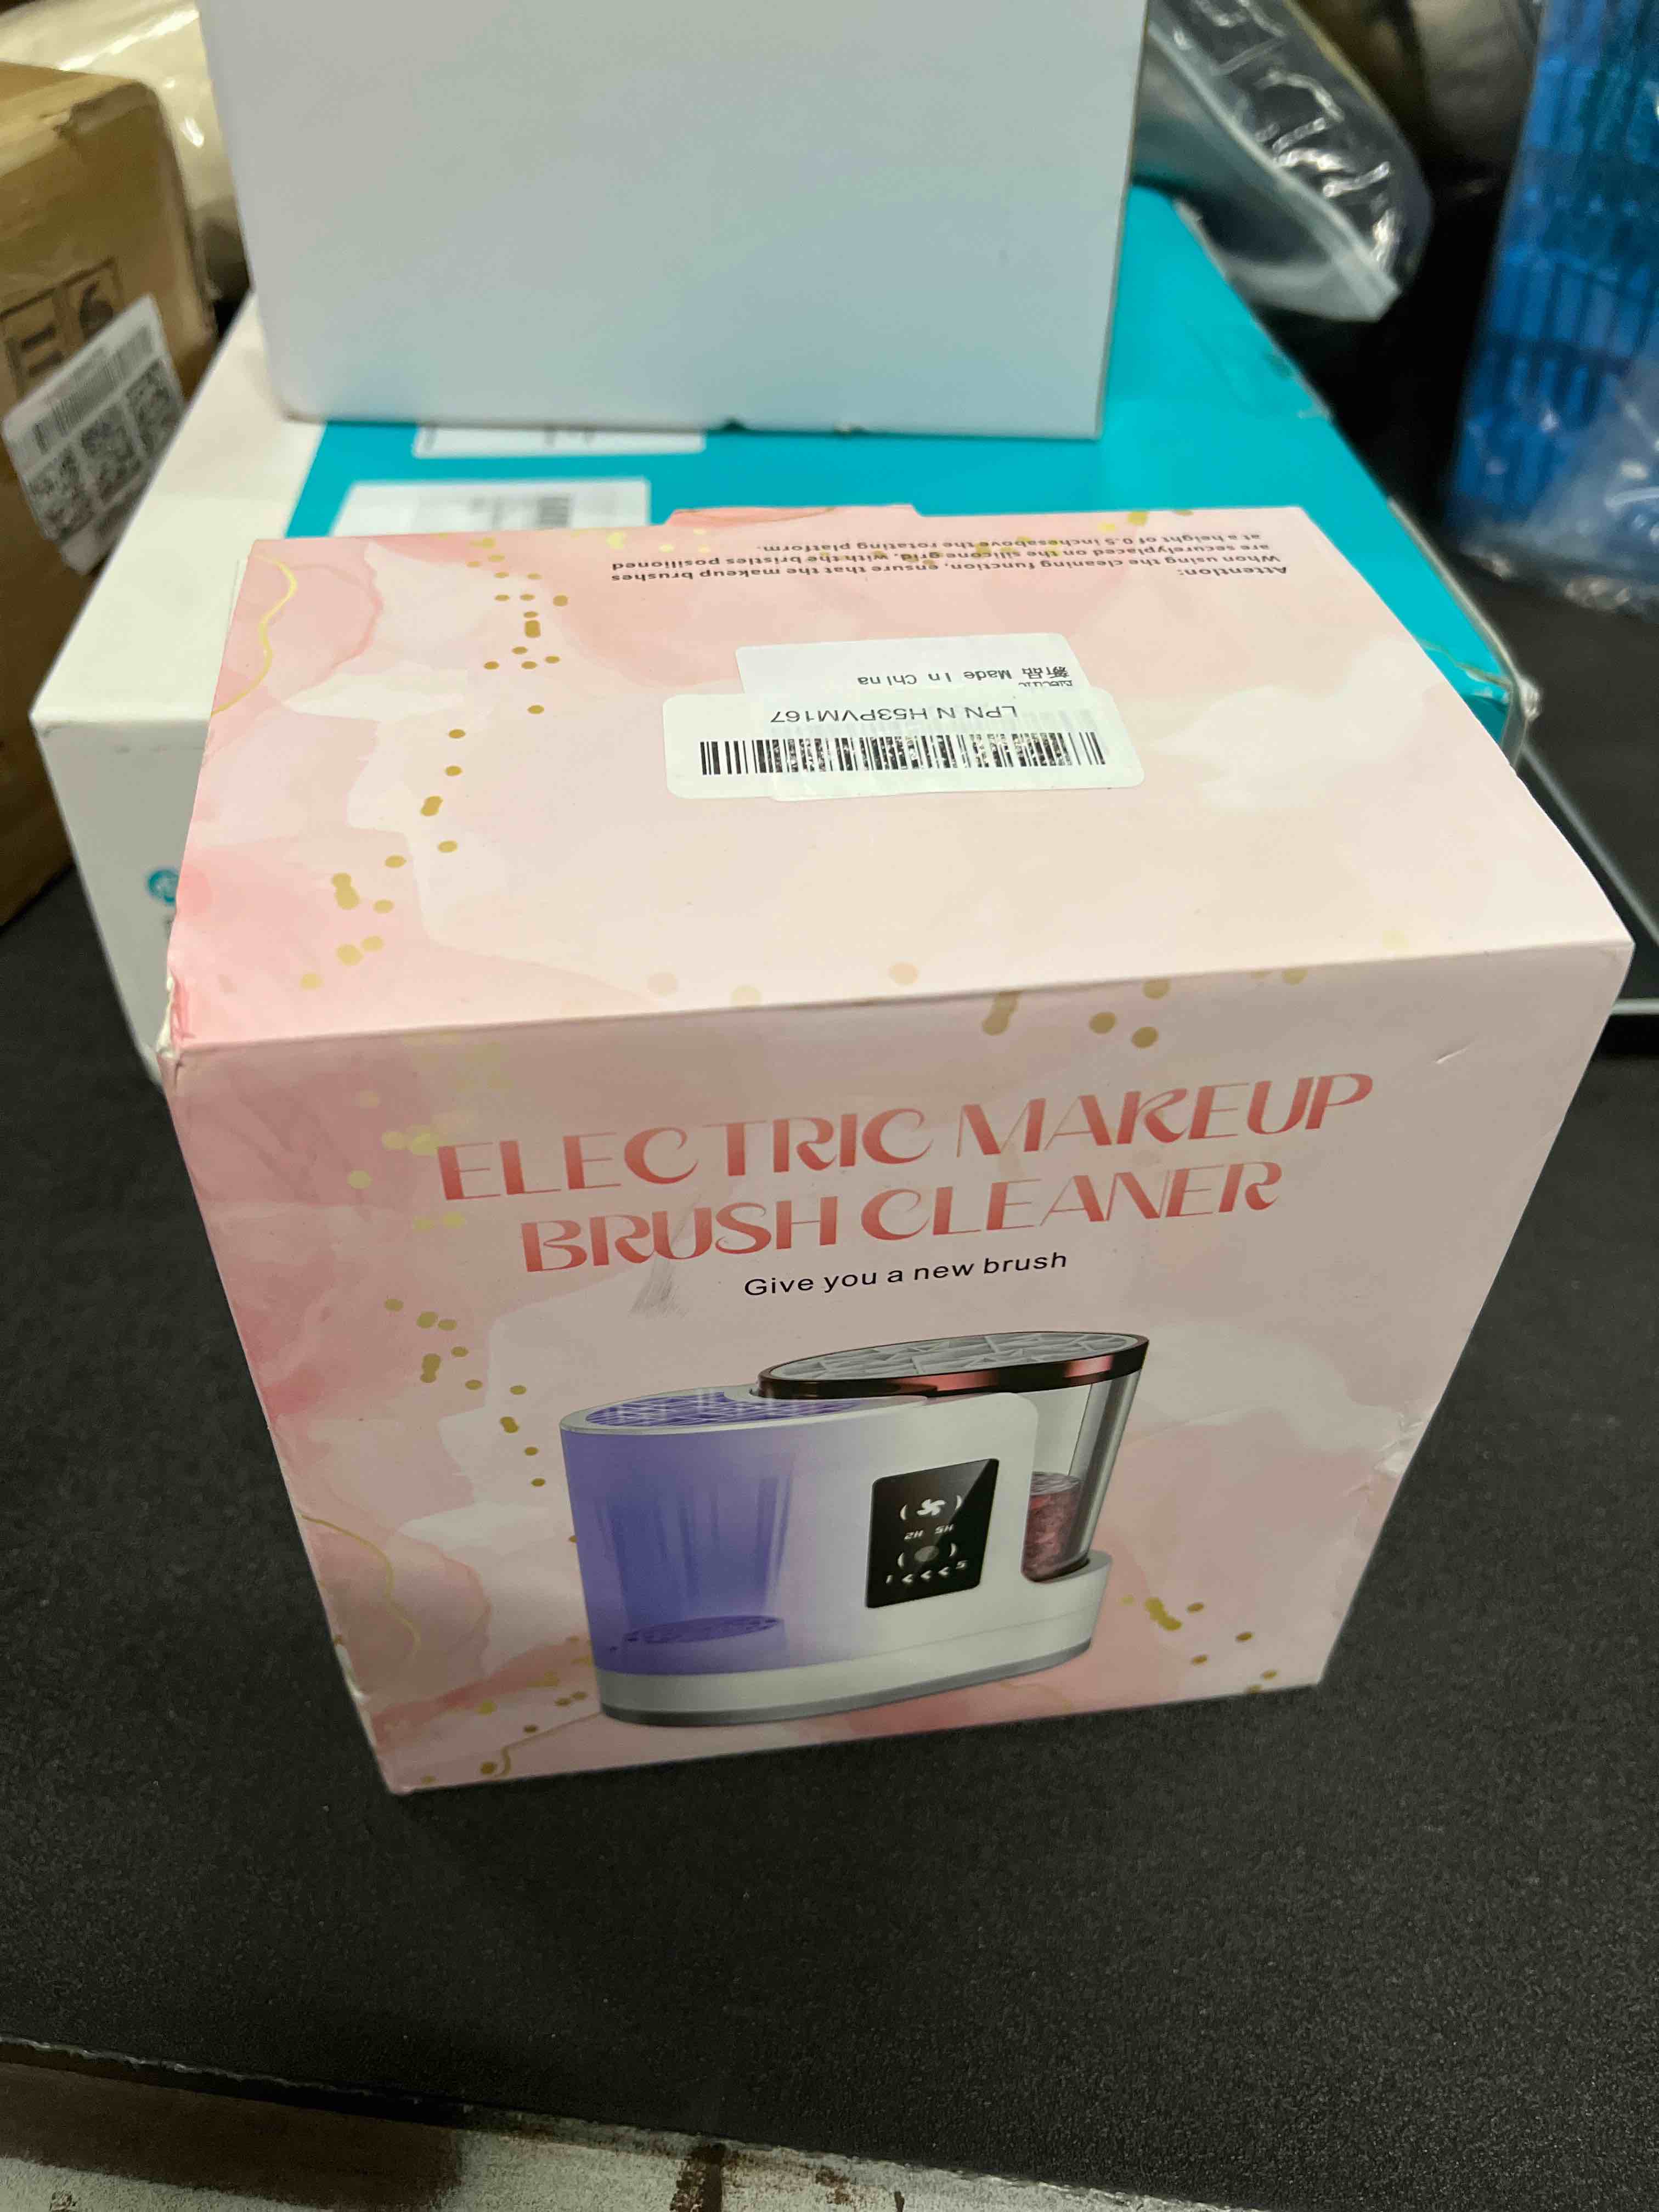 Attention:
When using the cleaning function, ensure that the makeup brushes
are securelyplaced on the silicone grid, with the bristles positioned
at a height of 0.5 inchesabove the rotating platform.
新品 Made In China
LPN N H53PVM167
ELECTRIC MAKEUP
BRUSH CLEANER
Give you a new brush
2H 5H
1 < < < 5